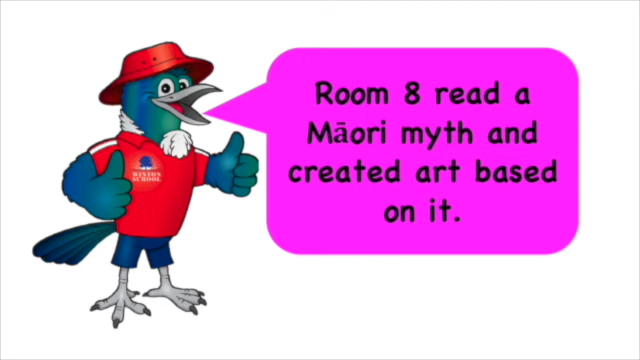 Room 8 read a
Māori myth and
created art based
on it.
WINTON
SCHOOL